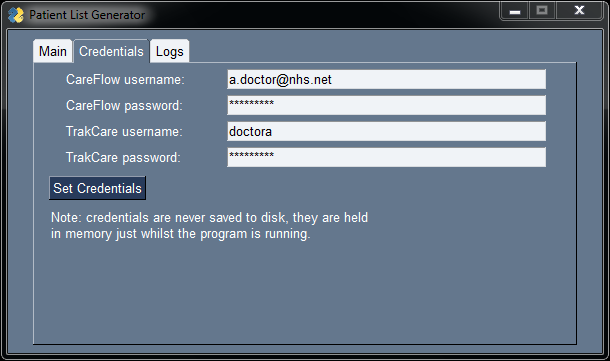 Patient List Generator
Main Credentials Logs
CareFlow username: a.doctor@nhs.net
CareFlow password: *********
TrakCare username: doctora
TrakCare password: *********
Set Credentials
Note: credentials are never saved to disk, they are held
in memory just whilst the program is running.